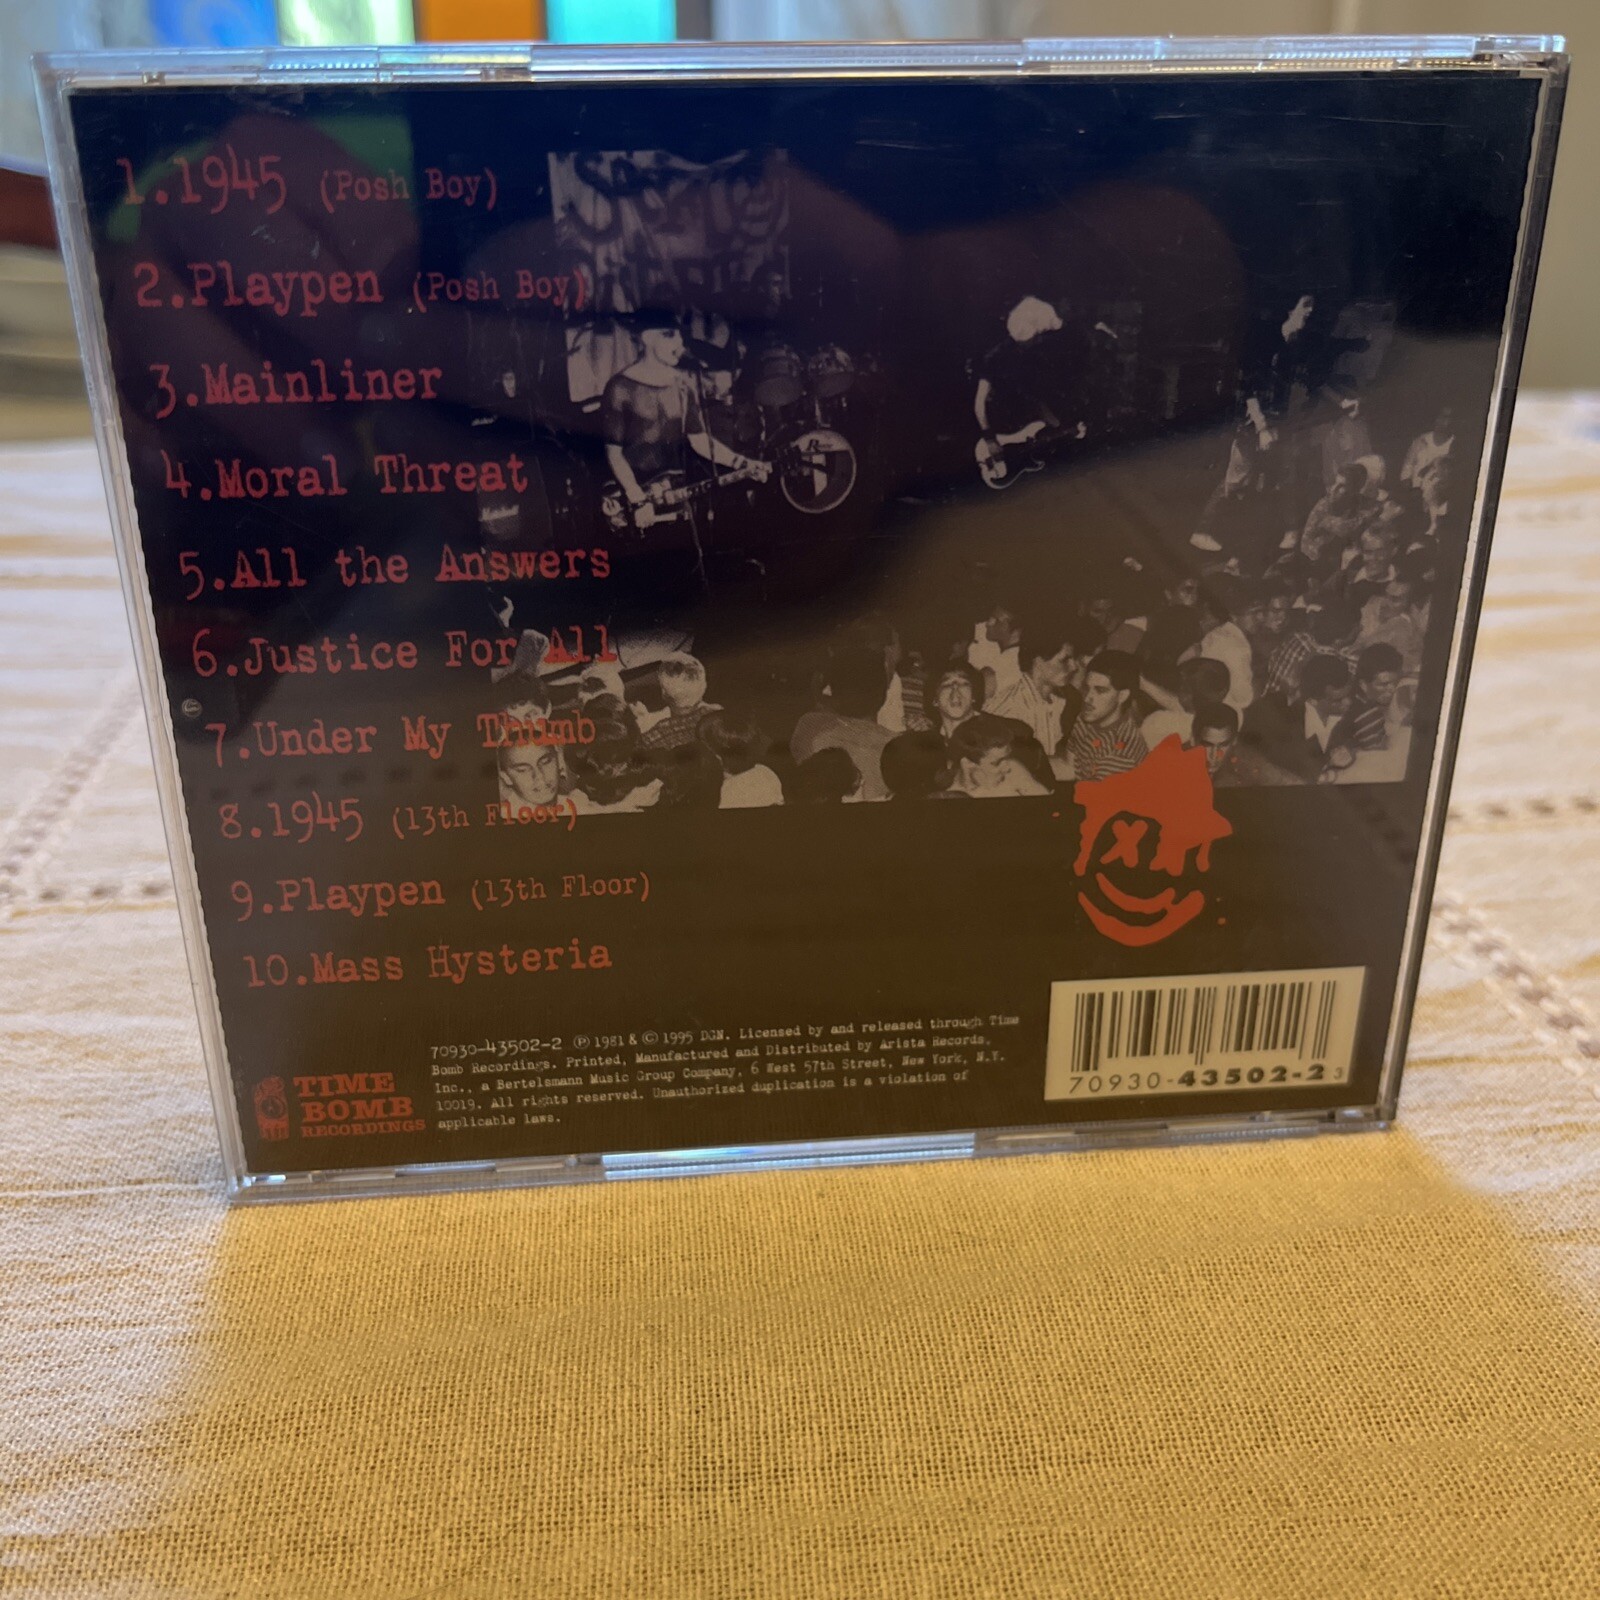 1.1945 (Posh Boy)
2.Playpen (Posh Boy)
3.Mainliner
4.Moral Threat
5.All the Answers
6.Justice For All
7.Under My Thumb
8.1945 (13th Floor)
9.Playpen (13th Floor)
10.Mass Hysteria
TIME
BOMB
RECORDINGS
70930-43502-2 ℗ 1981 & © 1995 DGN. Licensed by and released through Time
Bomb Recordings. Printed, Manufactured and Distributed by Arista Records,
Inc., a Bertelsmann Music Group Company, 6 West 57th Street, New York, N.Y.
10019. All rights reserved. Unauthorized duplication is a violation of
applicable laws.
70930-43502-2 3